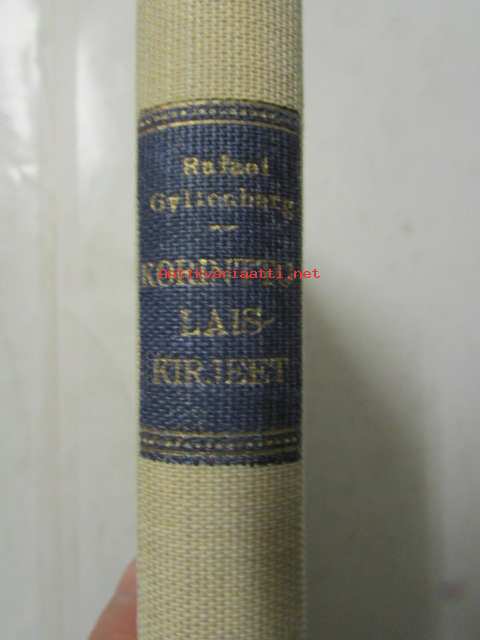 Rafael
Gyllenberg
KORINTTO
antikvariaatti.net
LAIS-
KIRJEET